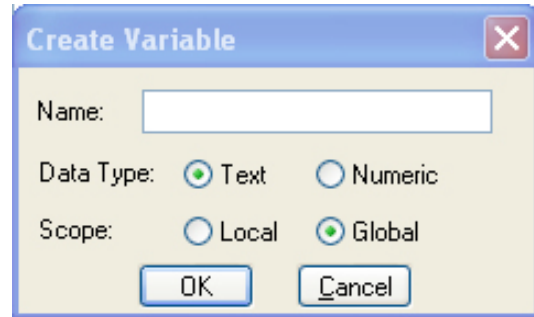 Create Variable
Name:
Data Type: Text Numeric
Scope: Local Global
OK Cancel